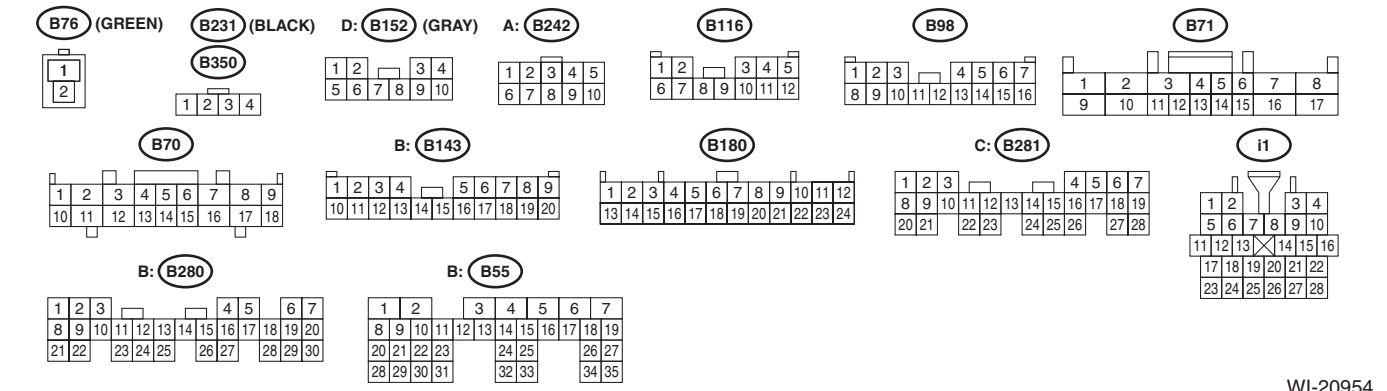 B76 (GREEN) B231 (BLACK) D: B152 (GRAY) A: B242 B116 B98 B71
B350
1
2
1 2 3 4
1 2 3 4
5 6 7 8 9 10
1 2 3 4 5
6 7 8 9 10
1 2 3 4 5
6 7 8 9 10 11 12
1 2 3 4 5 6 7
8 9 10 11 12 13 14 15 16
1 2 3 4 5 6 7 8
9 10 11 12 13 14 15 16 17
B70 B: B143 B180 C: B281 i1
1 2 3 4 5 6 7 8 9
10 11 12 13 14 15 16 17 18
1 2 3 4 5 6 7 8 9
10 11 12 13 14 15 16 17 18 19 20
1 2 3 4 5 6 7 8 9 10 11 12
13 14 15 16 17 18 19 20 21 22 23 24
1 2 3 4 5 6 7
8 9 10 11 12 13 14 15 16 17 18 19
20 21 22 23 24 25 26 27 28
1 2 3 4
5 6 7 8 9 10
11 12 13 14 15 16
17 18 19 20 21 22
23 24 25 26 27 28
B: B280 B: B55
1 2 3 4 5 6 7
8 9 10 11 12 13 14 15 16 17 18 19 20
21 22 23 24 25 26 27 28 29 30
1 2 3 4 5 6 7
8 9 10 11 12 13 14 15 16 17 18 19
20 21 22 23 24 25 26 27
28 29 30 31 32 33 34 35
WI-20954